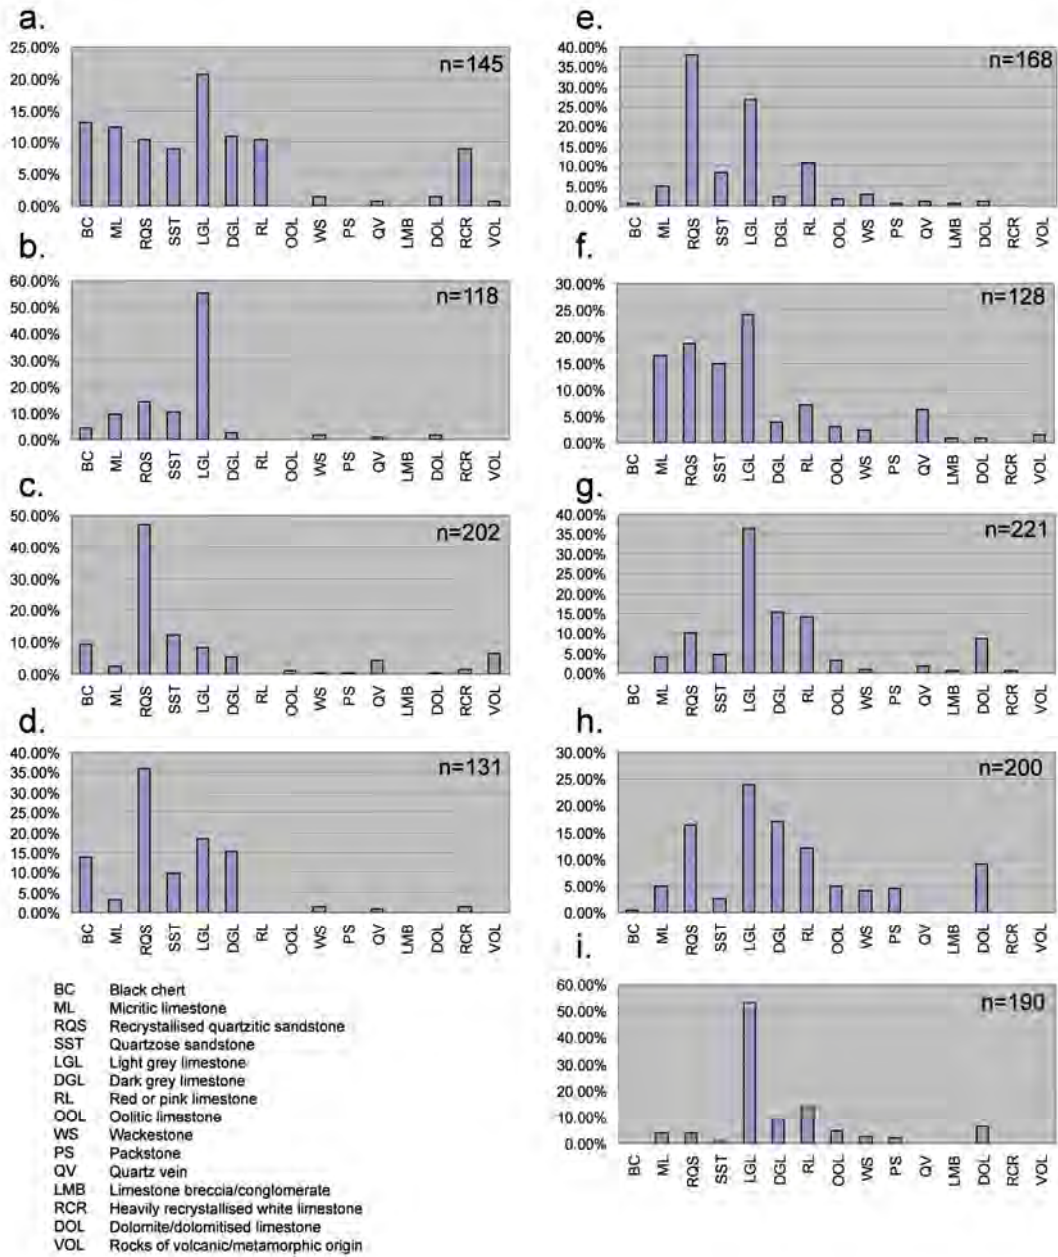 a.
n=145
25.00%
20.00%
15.00%
10.00%
5.00%
0.00%
BC ML RQS SST LGL DGL RL OOL WS PS QV LMB DOL RCR VOL
b.
n=118
60.00%
50.00%
40.00%
30.00%
20.00%
10.00%
0.00%
BC ML RQS SST LGL DGL RL OOL WS PS QV LMB DOL RCR VOL
c.
n=202
50.00%
40.00%
30.00%
20.00%
10.00%
0.00%
BC ML RQS SST LGL DGL RL OOL WS PS QV LMB DOL RCR VOL
d.
n=131
40.00%
35.00%
30.00%
25.00%
20.00%
15.00%
10.00%
5.00%
0.00%
BC ML RQS SST LGL DGL RL OOL WS PS QV LMB DOL RCR VOL
BC Black chert
ML Micritic limestone
RQS Recrystallised quartzitic sandstone
SST Quartzose sandstone
LGL Light grey limestone
DGL Dark grey limestone
RL Red or pink limestone
OOL Oolitic limestone
WS Wackestone
PS Packstone
QV Quartz vein
LMB Limestone breccia/conglomerate
RCR Heavily recrystallised white limestone
DOL Dolomite/dolomitised limestone
VOL Rocks of volcanic/metamorphic origin
e.
n=168
40.00%
35.00%
30.00%
25.00%
20.00%
15.00%
10.00%
5.00%
0.00%
BC ML RQS SST LGL DGL RL OOL WS PS QV LMB DOL RCR VOL
f.
n=128
30.00%
25.00%
20.00%
15.00%
10.00%
5.00%
0.00%
BC ML RQS SST LGL DGL RL OOL WS PS QV LMB DOL RCR VOL
g.
n=221
40.00%
35.00%
30.00%
25.00%
20.00%
15.00%
10.00%
5.00%
0.00%
BC ML RQS SST LGL DGL RL OOL WS PS QV LMB DOL RCR VOL
h.
n=200
30.00%
25.00%
20.00%
15.00%
10.00%
5.00%
0.00%
BC ML RQS SST LGL DGL RL OOL WS PS QV LMB DOL RCR VOL
i.
n=190
60.00%
50.00%
40.00%
30.00%
20.00%
10.00%
0.00%
BC ML RQS SST LGL DGL RL OOL WS PS QV LMB DOL RCR VOL